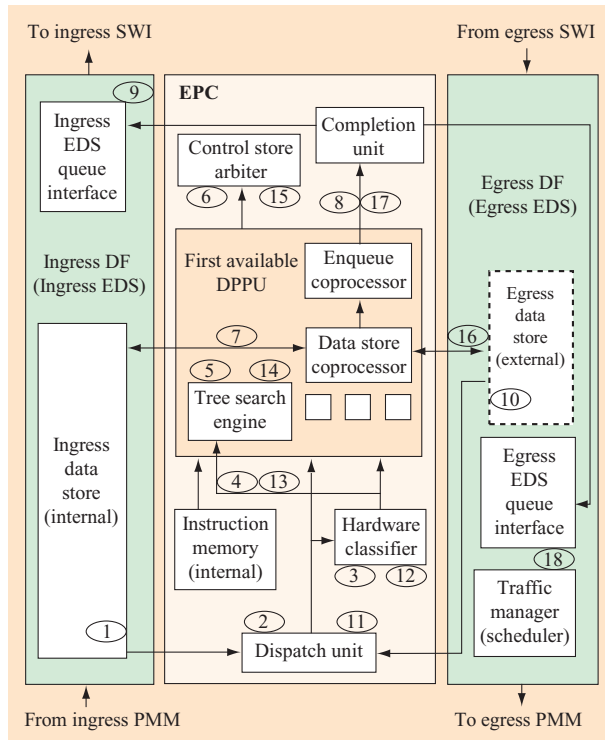 To ingress SWI
From egress SWI
9
EPC
Ingress
EDS
queue
interface
Completion
unit
Control store
arbiter
6
15
8
17
Egress DF
(Egress EDS)
Ingress DF
(Ingress EDS)
First available
DPPU
Enqueue
coprocessor
Egress
data
store
(external)
10
7
Data store
coprocessor
16
5
14
Tree search
engine
Ingress
data
store
(internal)
4
13
Egress
EDS
queue
interface
Instruction
memory
(internal)
Hardware
classifier
3
12
18
Traffic
manager
(scheduler)
1
2
11
Dispatch unit
From ingress PMM
To egress PMM